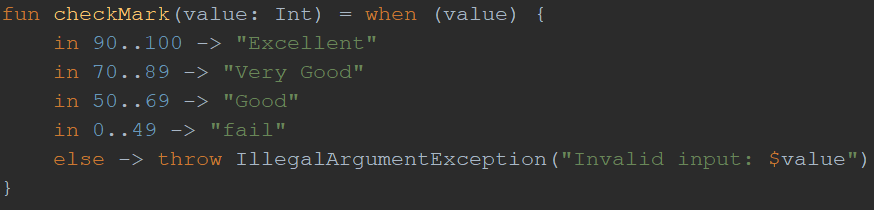 fun checkMark(value: Int) = when (value) {
    in 90..100 -> "Excellent"
    in 70..89 -> "Very Good"
    in 50..69 -> "Good"
    in 0..49 -> "fail"
    else -> throw IllegalArgumentException("Invalid input: $value")
}